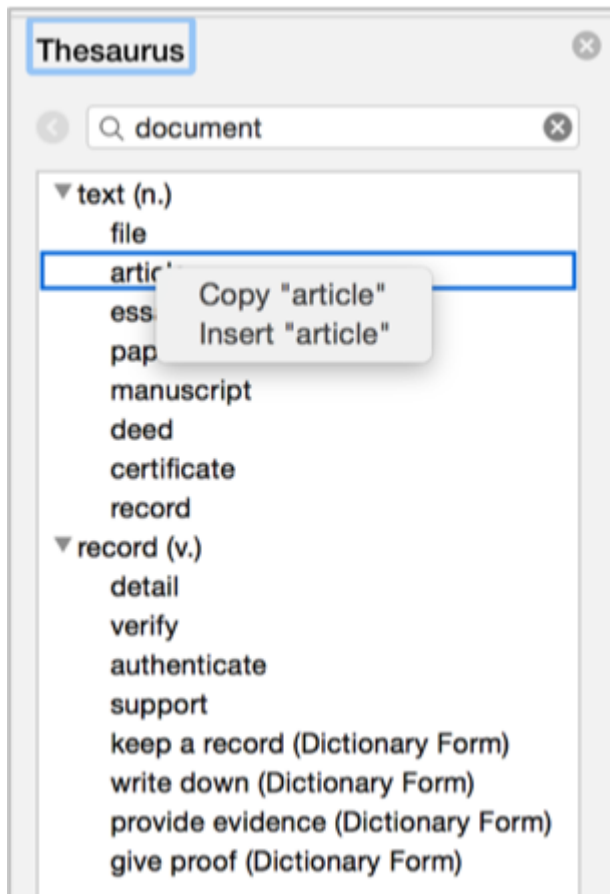 Thesaurus
document
text (n.)
file
Copy "article"
Insert "article"
manuscript
deed
certificate
record
record (v.)
detail
verify
authenticate
support
keep a record (Dictionary Form)
write down (Dictionary Form)
provide evidence (Dictionary Form)
give proof (Dictionary Form)